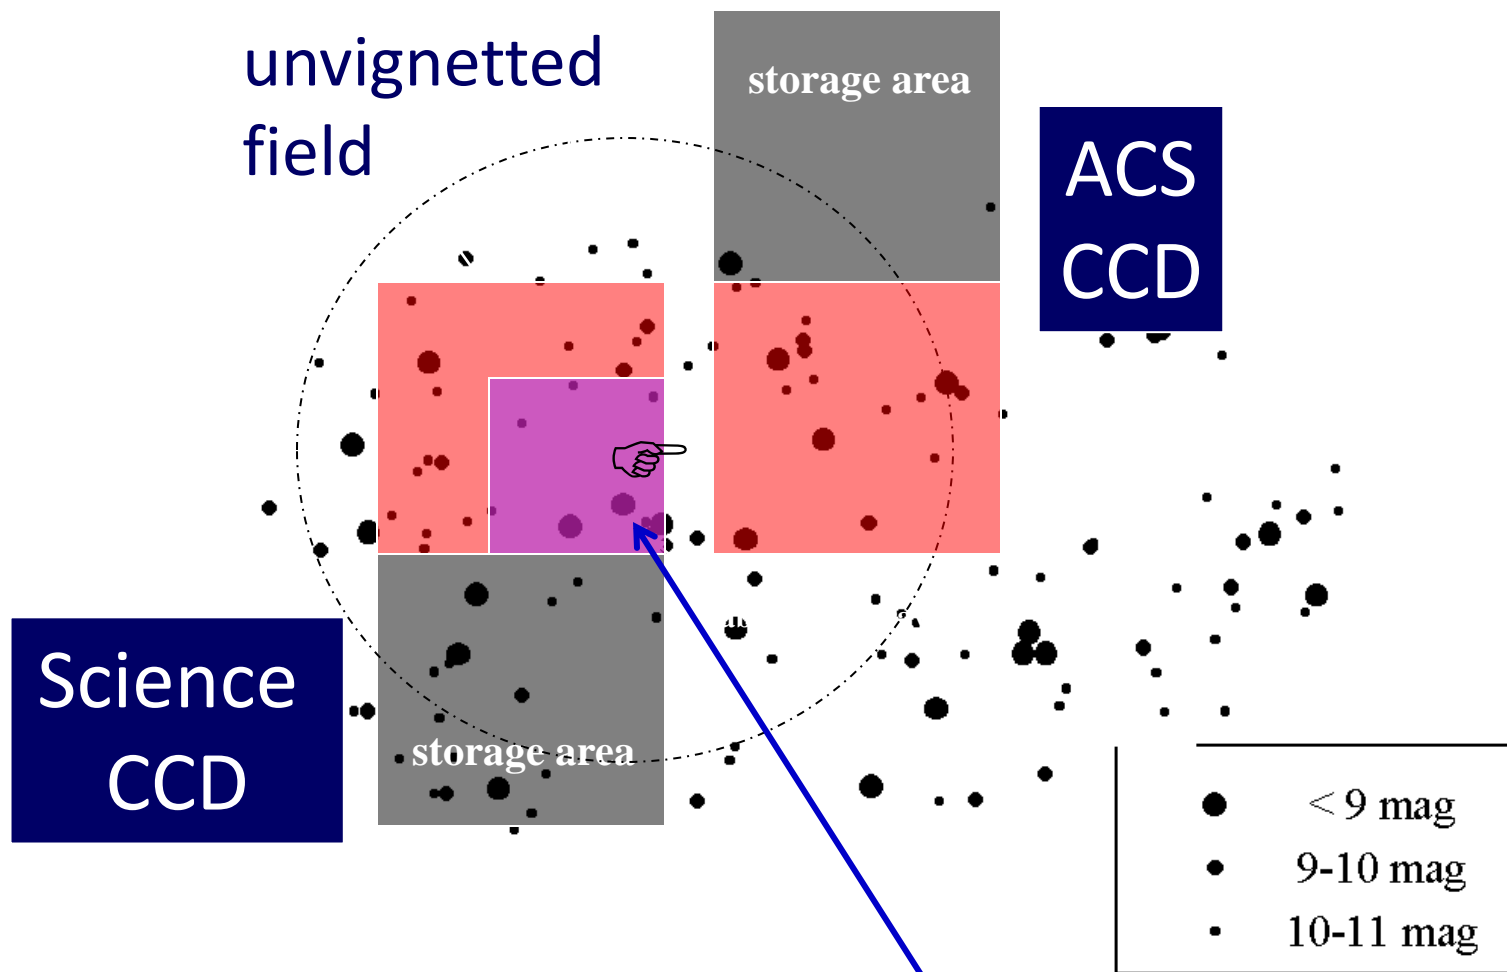 unvignetted
field
storage area
ACS
CCD
Science
CCD
storage area
< 9 mag
9-10 mag
10-11 mag